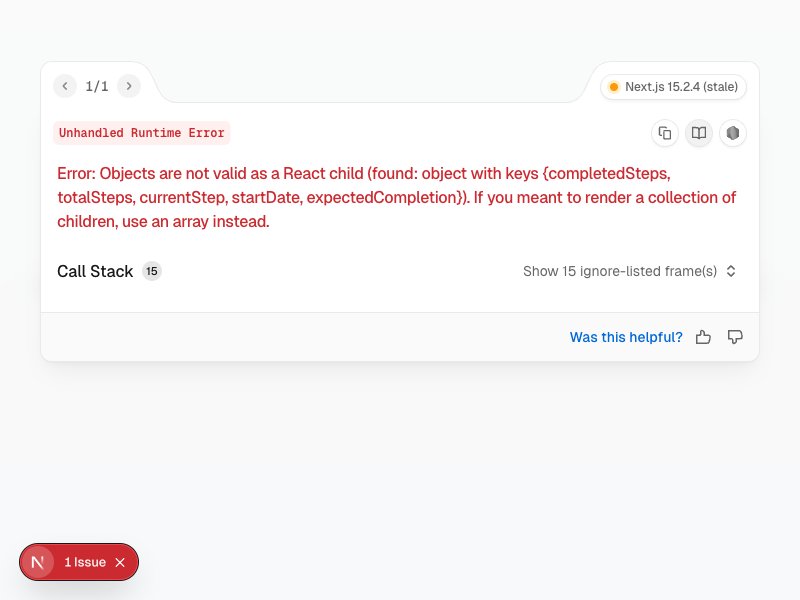 1/1
Next.js 15.2.4 (stale)
Unhandled Runtime Error
Error: Objects are not valid as a React child (found: object with keys {completedSteps,
totalSteps, currentStep, startDate, expectedCompletion}). If you meant to render a collection of
children, use an array instead.
Call Stack 15
Show 15 ignore-listed frame(s)
Was this helpful?
N 1 Issue